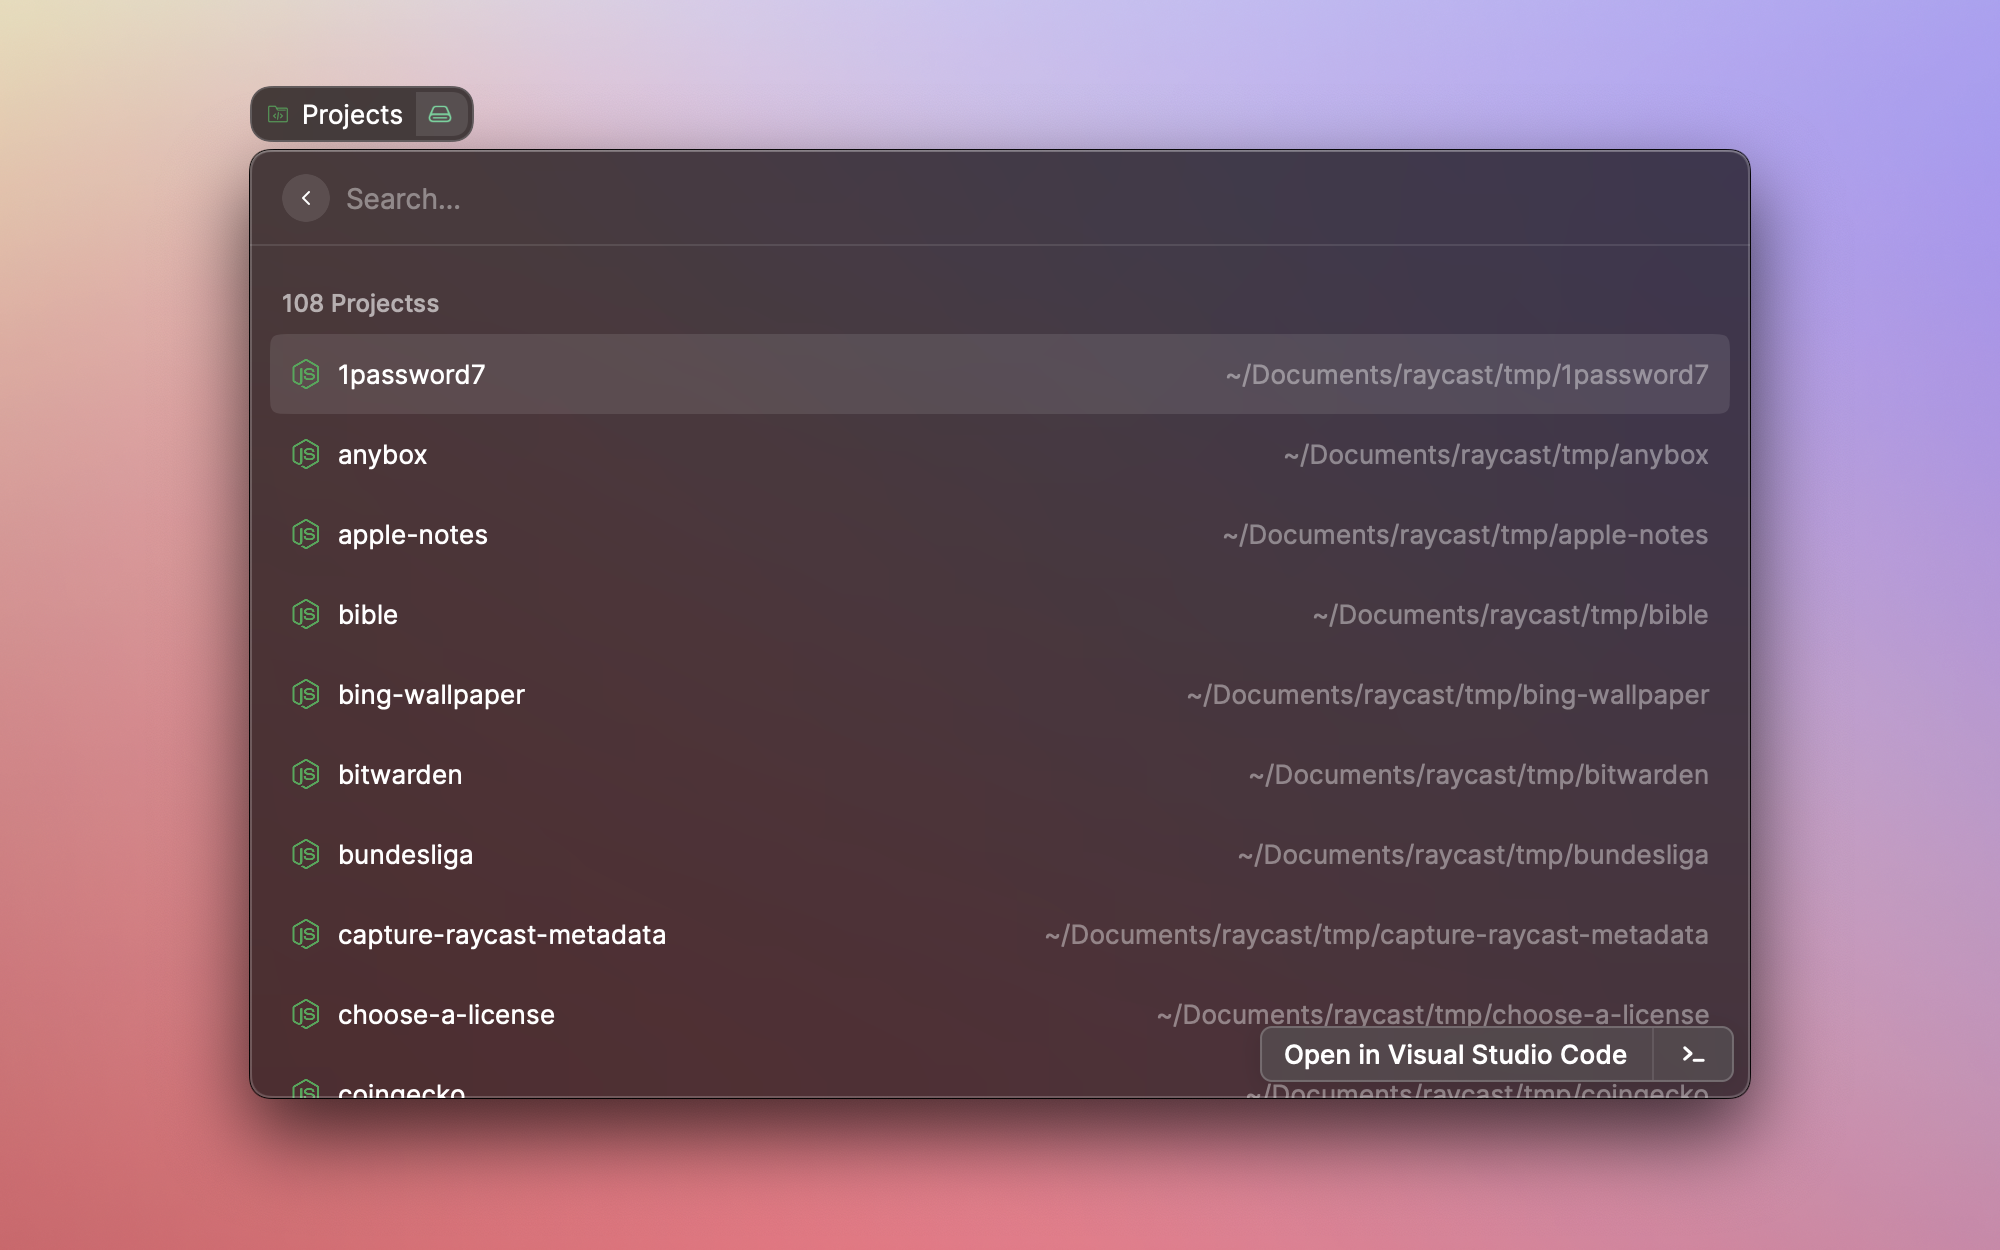 Projects
Search...
108 Projectss
1password7 ~/Documents/raycast/tmp/1password7
anybox ~/Documents/raycast/tmp/anybox
apple-notes ~/Documents/raycast/tmp/apple-notes
bible ~/Documents/raycast/tmp/bible
bing-wallpaper ~/Documents/raycast/tmp/bing-wallpaper
bitwarden ~/Documents/raycast/tmp/bitwarden
bundesliga ~/Documents/raycast/tmp/bundesliga
capture-raycast-metadata ~/Documents/raycast/tmp/capture-raycast-metadata
choose-a-license ~/Documents/raycast/tmp/choose-a-license
Open in Visual Studio Code
coingecko ~/Documents/raycast/tmp/coingecko